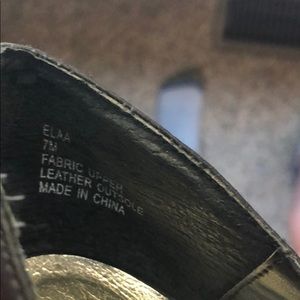 ELAA
7M
FABRIC UPPER
LEATHER OUTSOLE
MADE IN CHINA